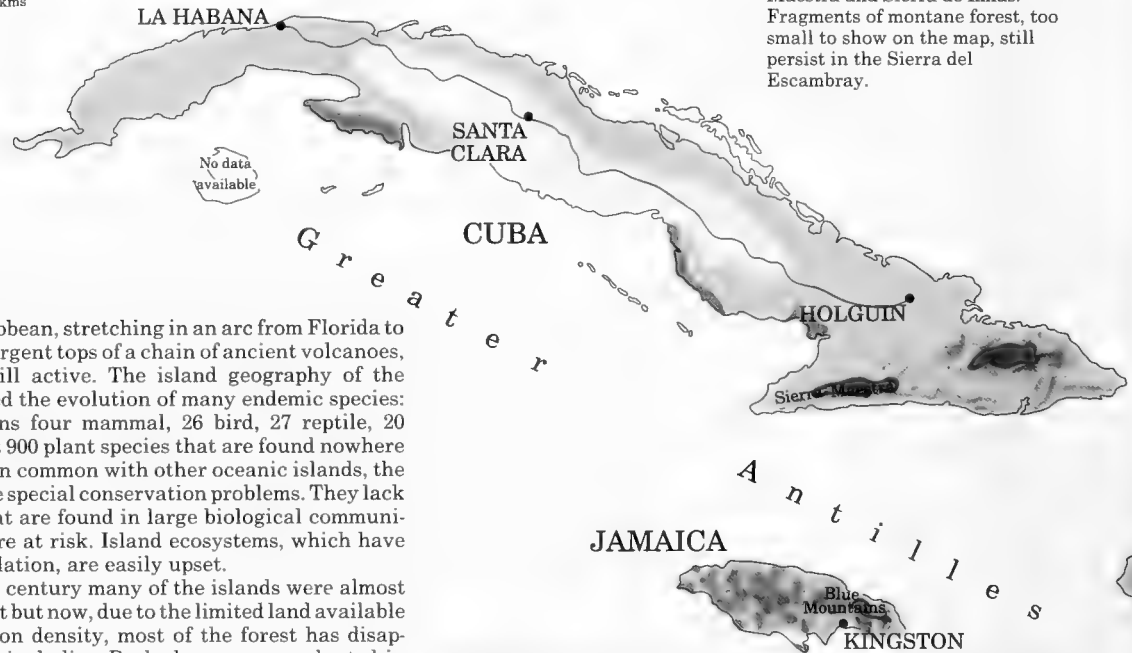 kms
LA HABANA
Maestra and Sierra de
Fragments of montane forest, too
small to show on the map, still
persist in the Sierra del
Escambray.
SANTA
CLARA
No data
available
CUBA
Greater
HOLGUIN
Sierra Maestra
bbean, stretching in an arc from Florida to
rgent tops of a chain of ancient volcanoes,
ill active. The island geography of the
d the evolution of many endemic species:
ns four mammal, 26 bird, 27 reptile, 20
900 plant species that are found nowhere
n common with other oceanic islands, the
e special conservation problems. They lack
at are found in large biological communi-
re at risk. Island ecosystems, which have
lation, are easily upset.
century many of the islands were almost
t but now, due to the limited land available
on density, most of the forest has disap-
Antilles
JAMAICA
Blue
Mountains
KINGSTON